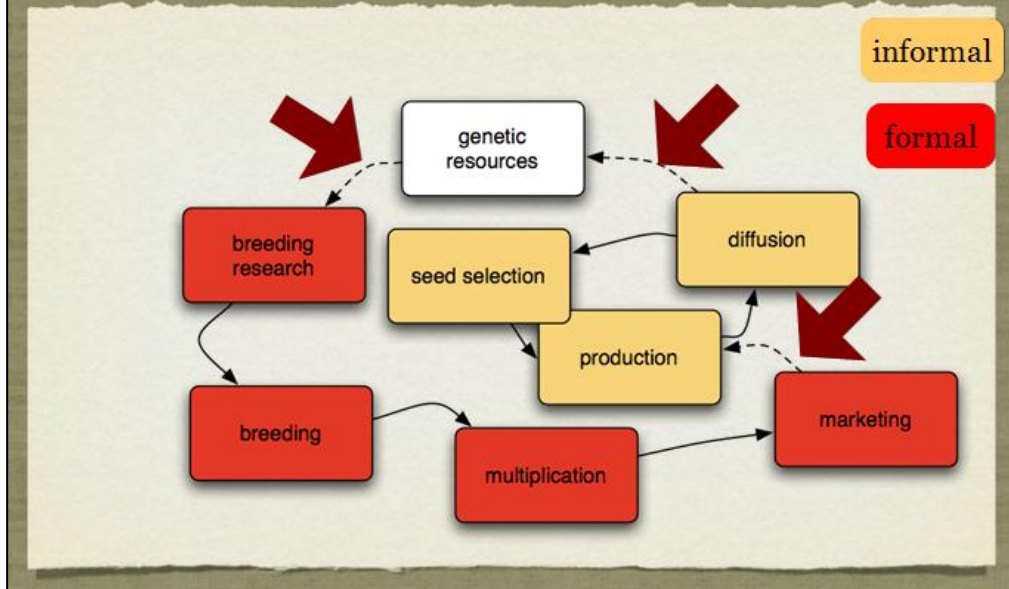 informal
formal
genetic
resources
breeding
research
diffusion
seed selection
production
breeding
marketing
multiplication